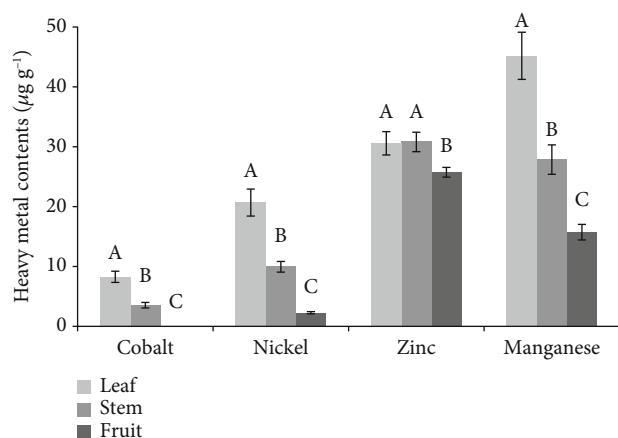 Heavy metal contents (µg g⁻¹)
50
40
30
20
10
0
A
B
C
A
B
C
A
A
B
A
B
C
Cobalt
Nickel
Zinc
Manganese
Leaf
Stem
Fruit